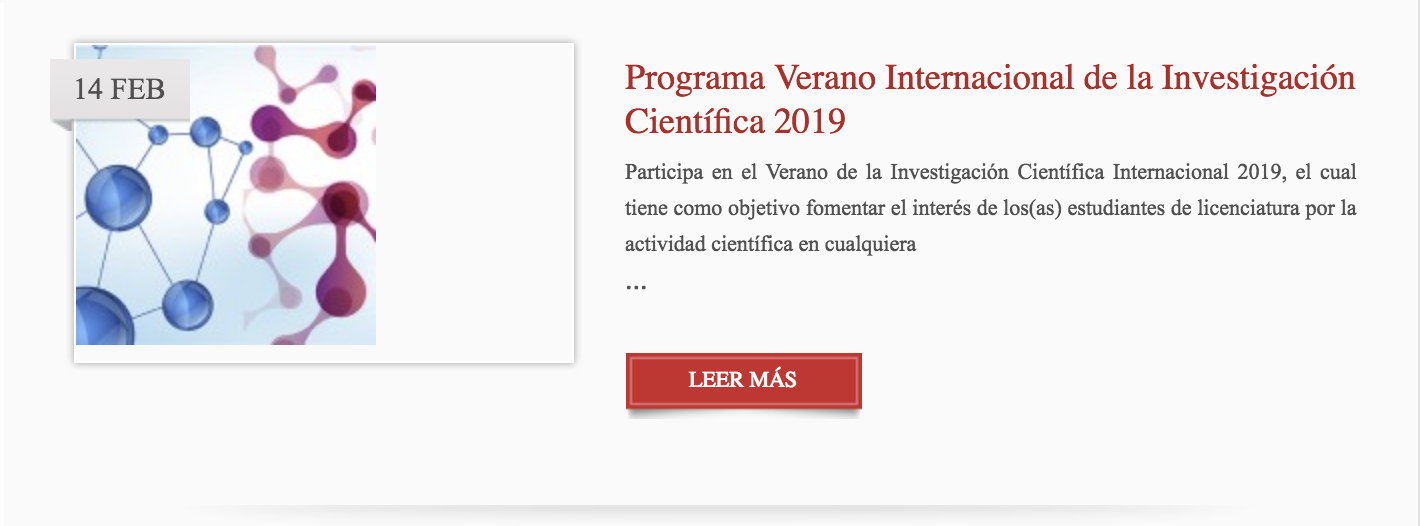 14 FEB
Programa Verano Internacional de la Investigación
Científica 2019
Participa en el Verano de la Investigación Científica Internacional 2019, el cual
tiene como objetivo fomentar el interés de los(as) estudiantes de licenciatura por la
actividad científica en cualquiera
...
LEER MÁS